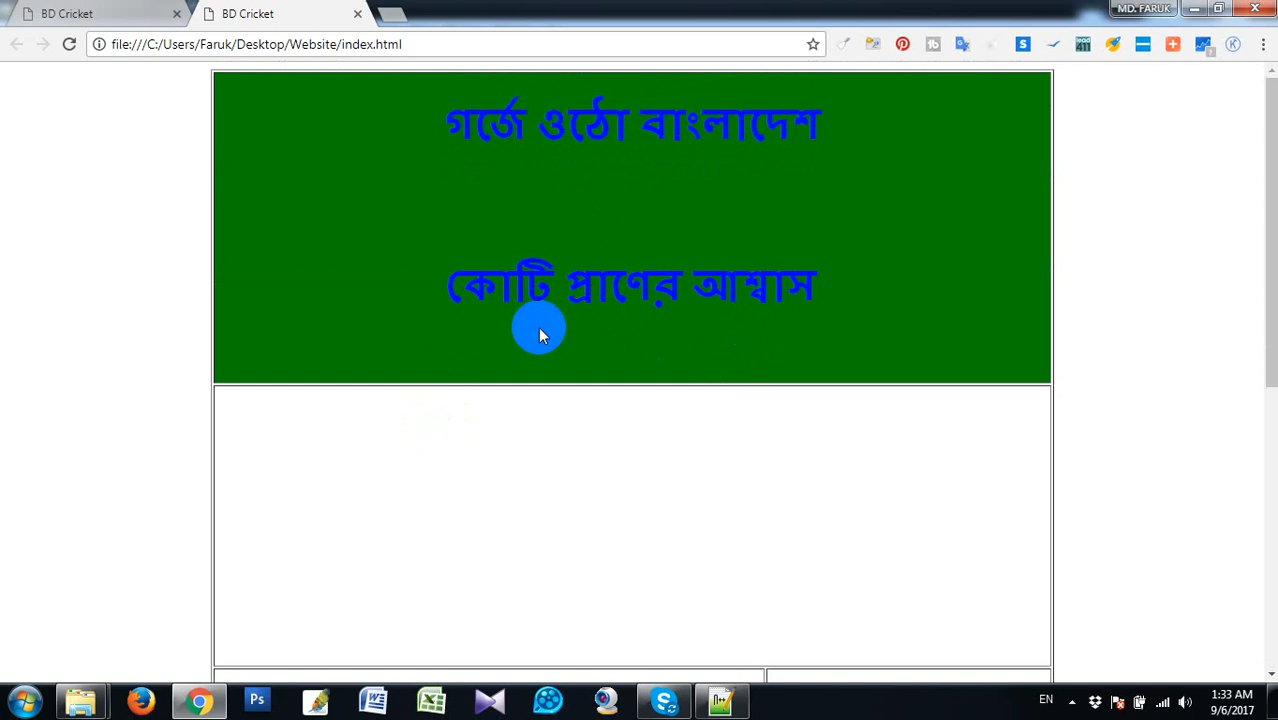 BD Cricket
BD Cricket
MD. FARUK
file:///C:/Users/Faruk/Desktop/Website/index.html
গর্জে ওঠো বাংলাদেশ
কোটি প্রাণের আশ্বাস
EN
1:33 AM
9/6/2017